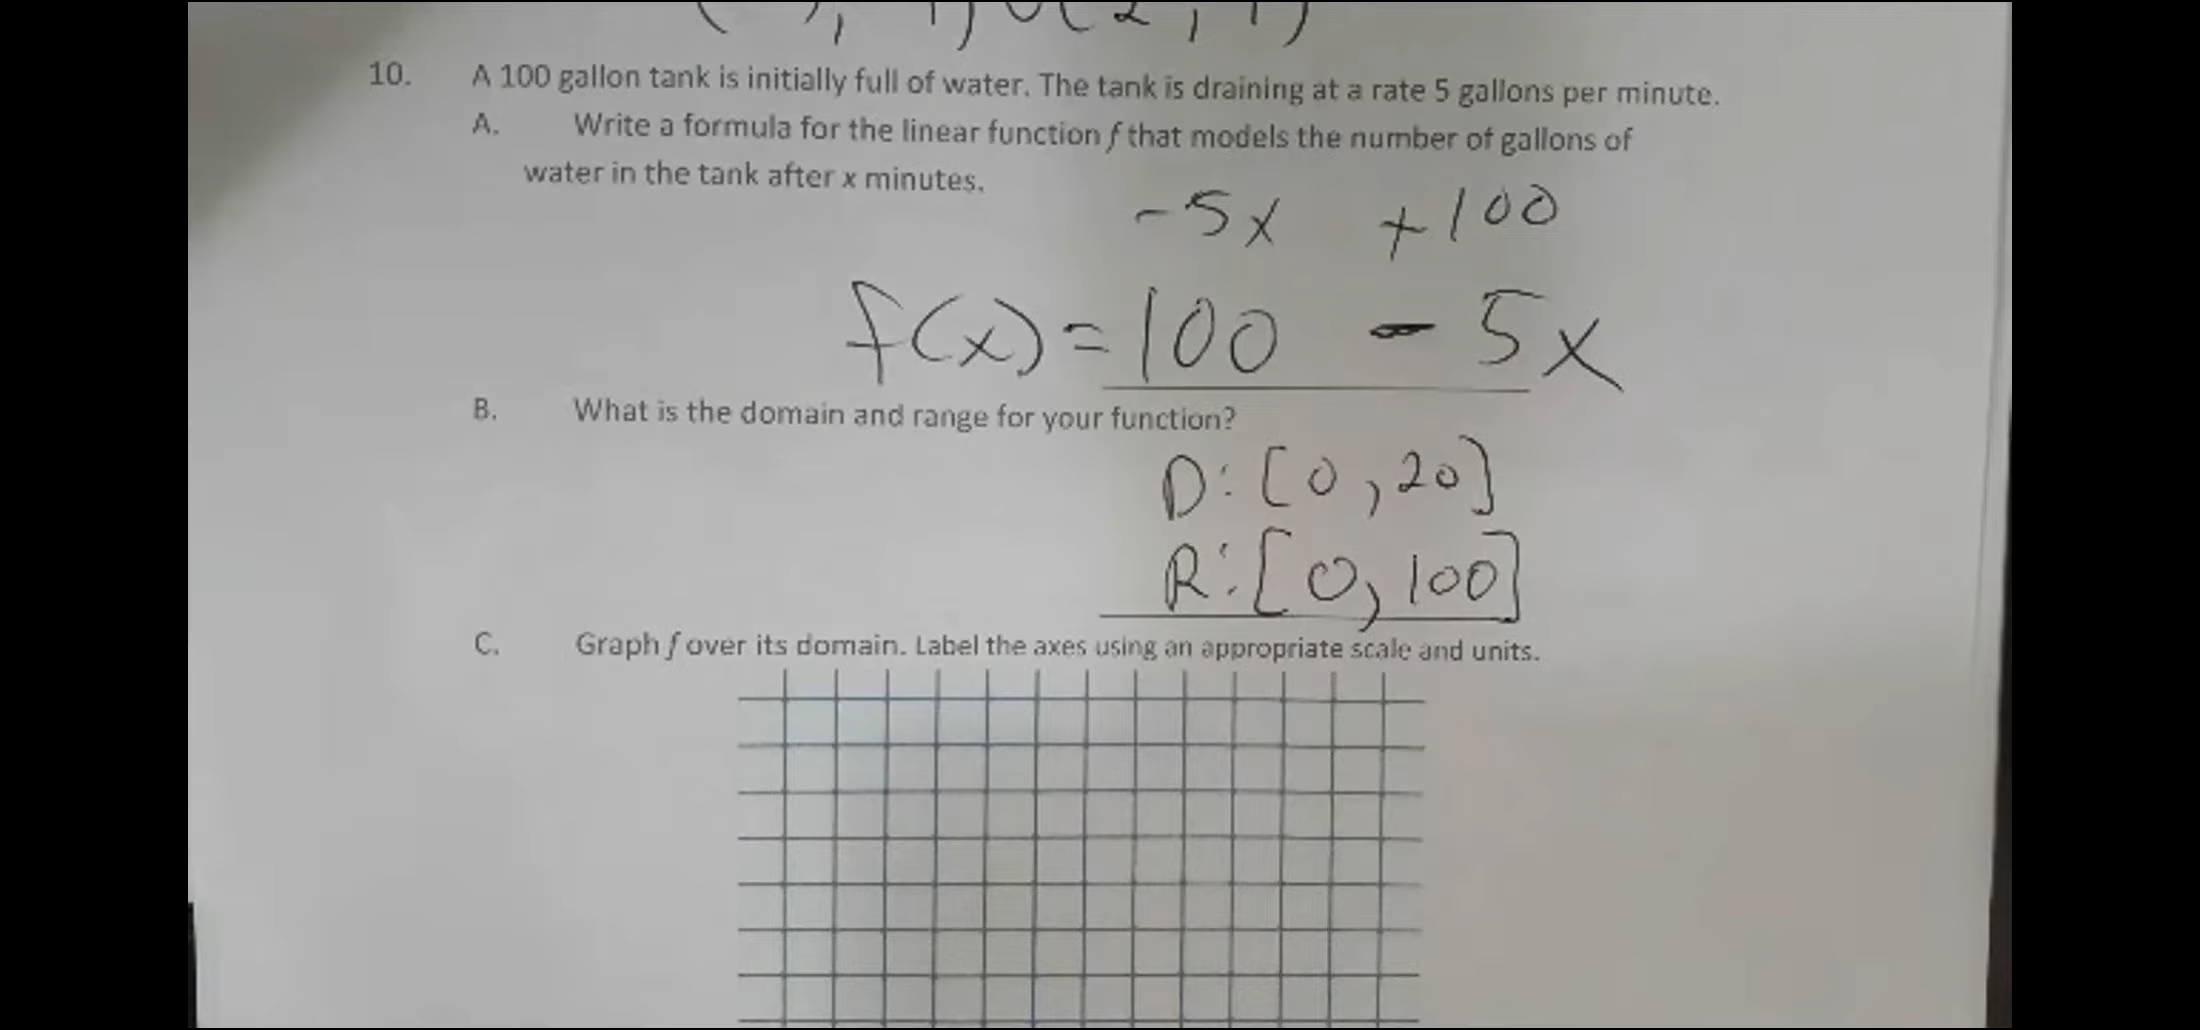 10. A 100 gallon tank is initially full of water. The tank is draining at a rate 5 gallons per minute.
A. Write a formula for the linear function f that models the number of gallons of
water in the tank after x minutes.
-5x +100
f(x)=100 - 5x
B. What is the domain and range for your function?
D: [0,20]
R: [0,100]
C. Graph f over its domain. Label the axes using an appropriate scale and units.